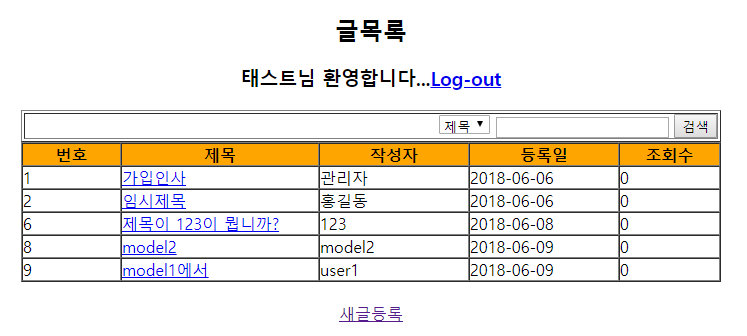 글목록
태스트님 환영합니다...Log-out
제목 검색
번호 제목 작성자 등록일 조회수
1 가입인사 관리자 2018-06-06 0
2 임시제목 홍길동 2018-06-06 0
6 제목이 123이 뭡니까? 123 2018-06-08 0
8 model2 model2 2018-06-09 0
9 model1에서 user1 2018-06-09 0
새글등록